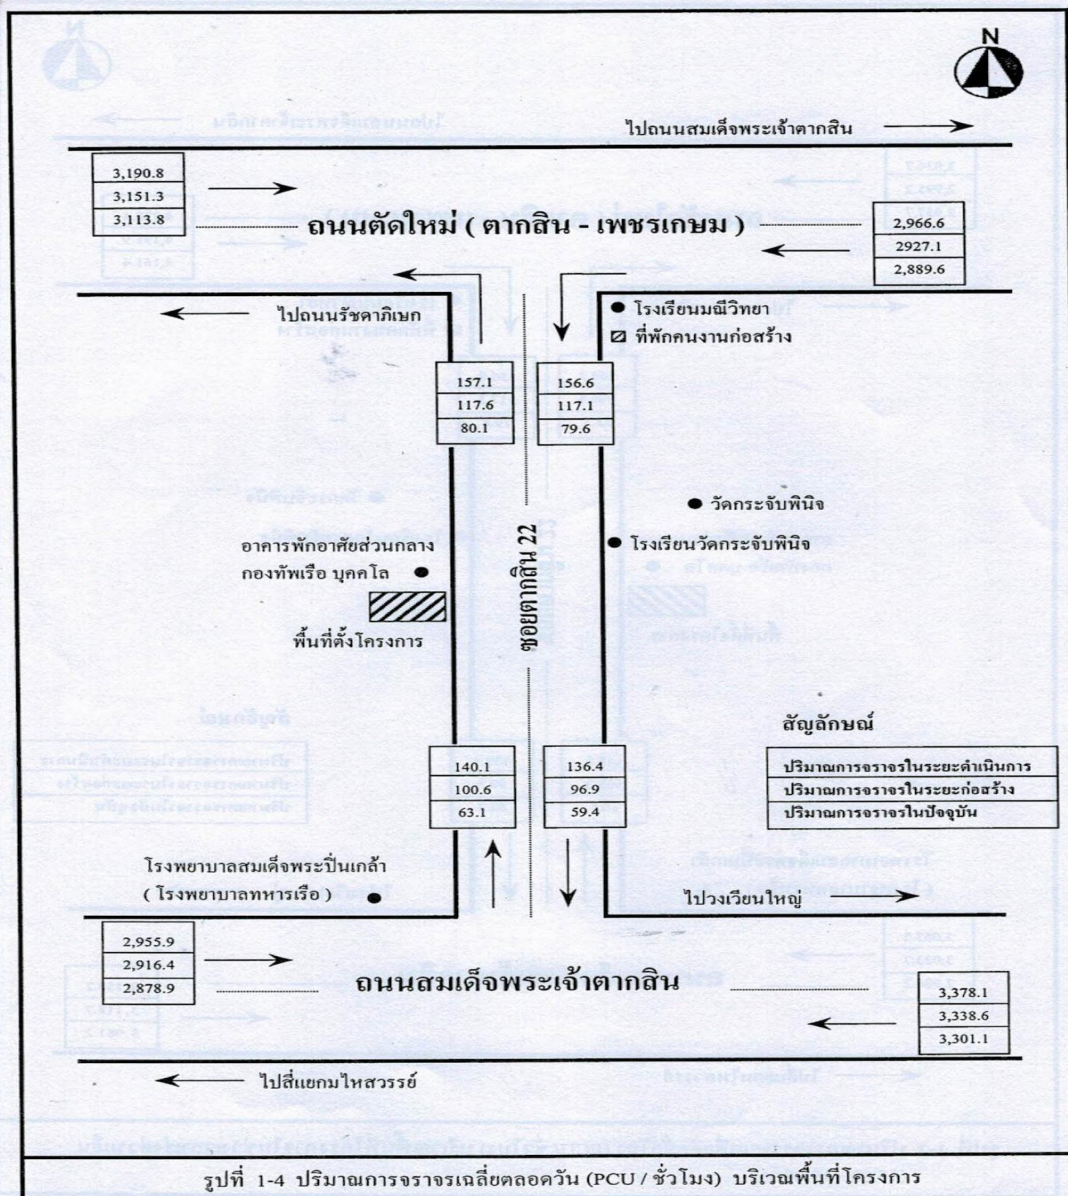 N
ไปถนนสมเด็จพระเจ้าตากสิน
3,190.8
3,151.3
3,113.8
ถนนตัดใหม่ ( ตากสิน - เพชรเกษม )
2,966.6
2927.1
2,889.6
ไปถนนรัชดาภิเษก
โรงเรียนมณีวิทยา
ที่พักคนงานก่อสร้าง
157.1
117.6
80.1
156.6
117.1
79.6
วัดกระจับพินิจ
โรงเรียนวัดกระจับพินิจ
อาคารพักอาศัยส่วนกลาง
กองทัพเรือ บุคคโล
พื้นที่ตั้งโครงการ
ซอยตากสิน 22
สัญลักษณ์
ปริมาณการจราจรในระยะดำเนินการ
ปริมาณการจราจรในระยะก่อสร้าง
ปริมาณการจราจรในปัจจุบัน
140.1
100.6
63.1
136.4
96.9
59.4
โรงพยาบาลสมเด็จพระปิ่นเกล้า
( โรงพยาบาลทหารเรือ )
ไปวงเวียนใหญ่
2,955.9
2,916.4
2,878.9
ถนนสมเด็จพระเจ้าตากสิน
3,378.1
3,338.6
3,301.1
ไปสี่แยกมไหสวรรย์
รูปที่ 1-4 ปริมาณการจราจรเฉลี่ยตลอดวัน (PCU / ชั่วโมง) บริเวณพื้นที่โครงการ